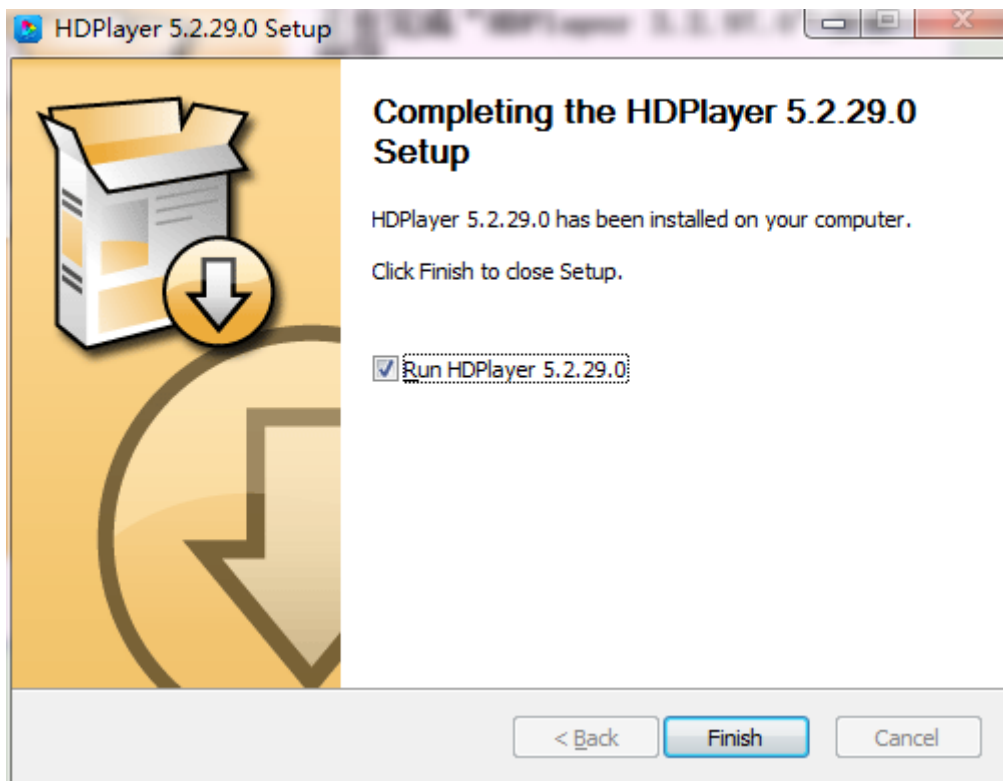 HDPlayer 5.2.29.0 Setup
Completing the HDPlayer 5.2.29.0
Setup
HDPlayer 5.2.29.0 has been installed on your computer.
Click Finish to close Setup.
Run HDPlayer 5.2.29.0
< Back
Finish
Cancel